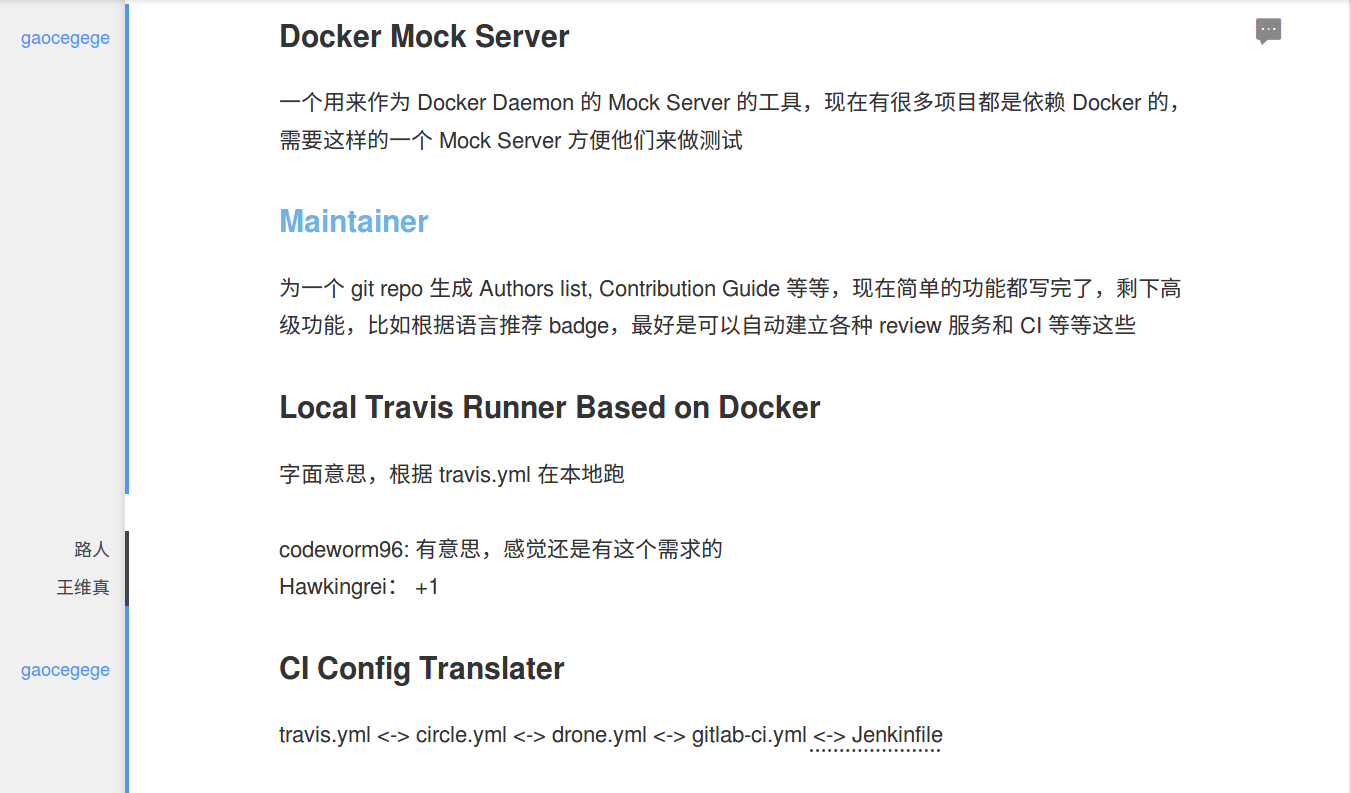 gaocegege
Docker Mock Server
一个用来作为 Docker Daemon 的 Mock Server 的工具，现在有很多项目都是依赖 Docker 的，
需要这样的一个 Mock Server 方便他们来做测试
Maintainer
为一个 git repo 生成 Authors list, Contribution Guide 等等，现在简单的功能都写完了，剩下高
级功能，比如根据语言推荐 badge，最好是可以自动建立各种 review 服务和 CI 等等这些
Local Travis Runner Based on Docker
字面意思，根据 travis.yml 在本地跑
路人
codeworm96: 有意思，感觉还是有这个需求的
王维真
Hawkingrei： +1
gaocegege
CI Config Translater
travis.yml <-> circle.yml <-> drone.yml <-> gitlab-ci.yml <-> Jenkinfile